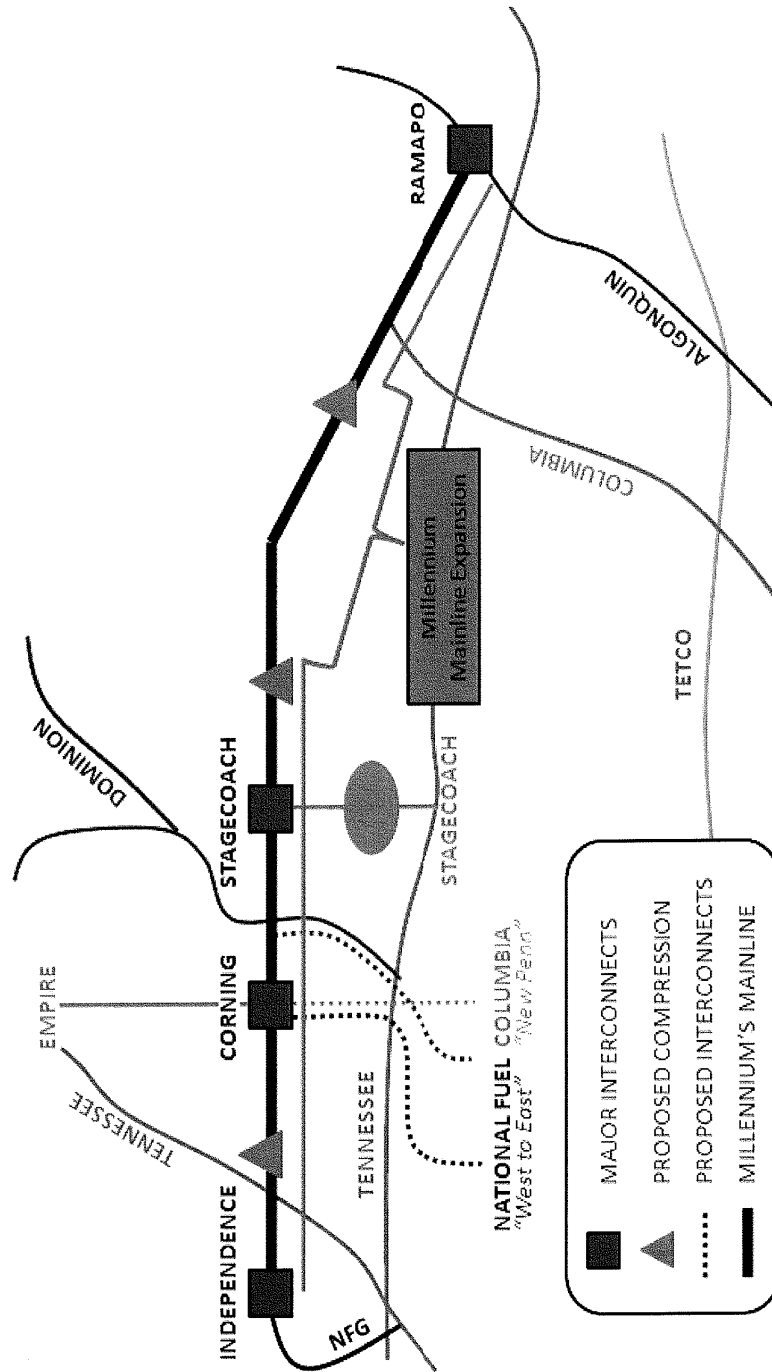 EMPIRE
DOMINION
TENNESSEE
INDEPENDENCE
CORNING
STAGECOACH
RAMAPO
NFG
TENNESSEE
STAGECOACH
Millennium
Mainline Expansion
NATIONAL FUEL
"West to East"
COLUMBIA
"New Penn"
COLUMBIA
ALGONQUIN
TETCO
MAJOR INTERCONNECTS
PROPOSED COMPRESSION
PROPOSED INTERCONNECTS
MILLENNIUM'S MAINLINE